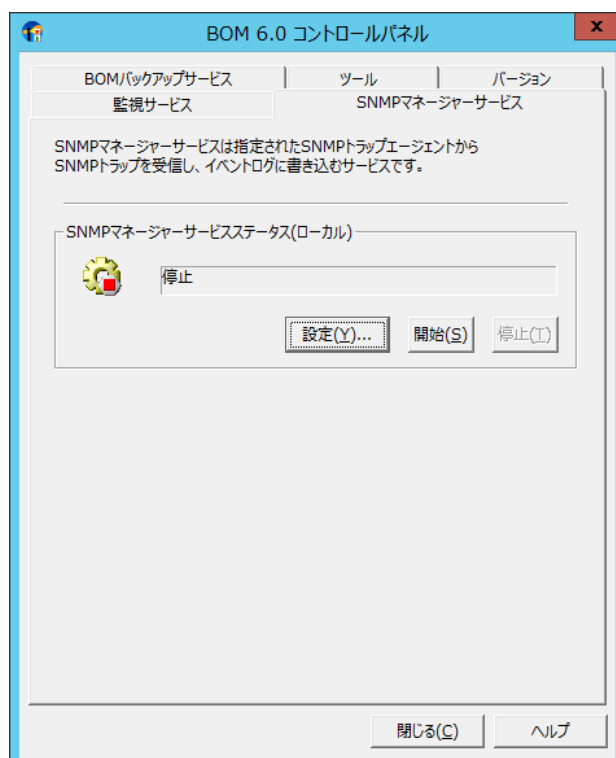 BOM 6.0 コントロールパネル
x
BOMバックアップサービス
ツール
バージョン
監視サービス
SNMPマネージャーサービス
SNMPマネージャーサービスは指定されたSNMPトラップエージェントから
SNMPトラップを受信し、イベントログに書き込むサービスです。
SNMPマネージャーサービスステータス(ローカル)
停止
設定(Y)...
開始(S)
停止(T)
閉じる(C)
ヘルプ